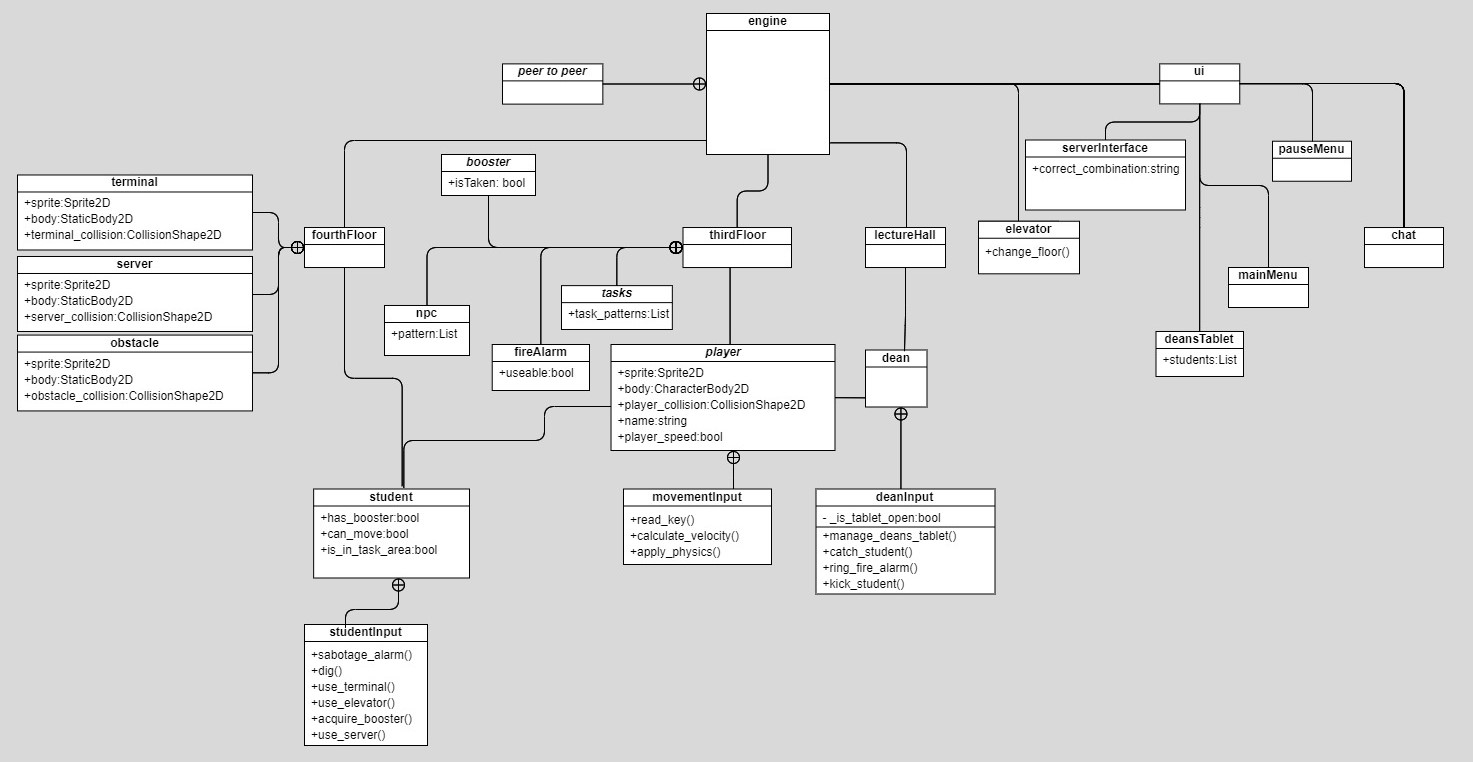 engine
peer to peer
ui
serverInterface
+correct_combination:string
pauseMenu
booster
+isTaken: bool
terminal
+sprite:Sprite2D
+body:StaticBody2D
+terminal_collision:CollisionShape2D
fourthFloor
thirdFloor
lectureHall
elevator
+change_floor()
chat
server
+sprite:Sprite2D
+body:StaticBody2D
+server_collision:CollisionShape2D
mainMenu
tasks
+task_patterns:List
npc
+pattern:List
obstacle
+sprite:Sprite2D
+body:StaticBody2D
+obstacle_collision:CollisionShape2D
fireAlarm
+useable:bool
player
+sprite:Sprite2D
+body:CharacterBody2D
+player_collision:CollisionShape2D
+name:string
+player_speed:bool
dean
deansTablet
+students:List
student
+has_booster:bool
+can_move:bool
+is_in_task_area:bool
movementInput
+read_key()
+calculate_velocity()
+apply_physics()
deanInput
- _is_tablet_open:bool
+manage_deans_tablet()
+catch_student()
+ring_fire_alarm()
+kick_student()
studentInput
+sabotage_alarm()
+dig()
+use_terminal()
+use_elevator()
+acquire_booster()
+use_server()